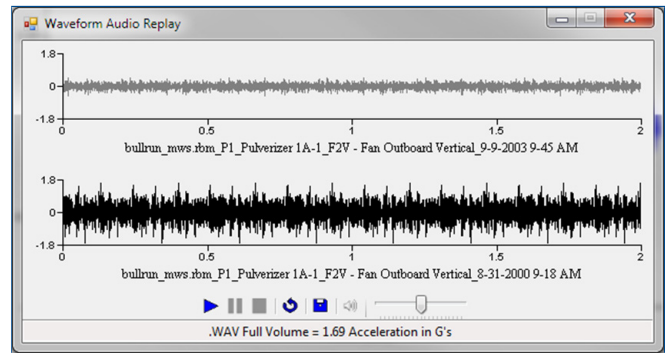 Waveform Audio Replay
1.8
0
-1.8
0 0.5 1 1.5 2
bullrun_mws.rbm_P1_Pulverizer 1A-1_F2V - Fan Outboard Vertical_9-9-2003 9-45 AM
1.8
0
-1.8
0 0.5 1 1.5 2
bullrun_mws.rbm_P1_Pulverizer 1A-1_F2V - Fan Outboard Vertical_8-31-2000 9-18 AM
.WAV Full Volume = 1.69 Acceleration in G's